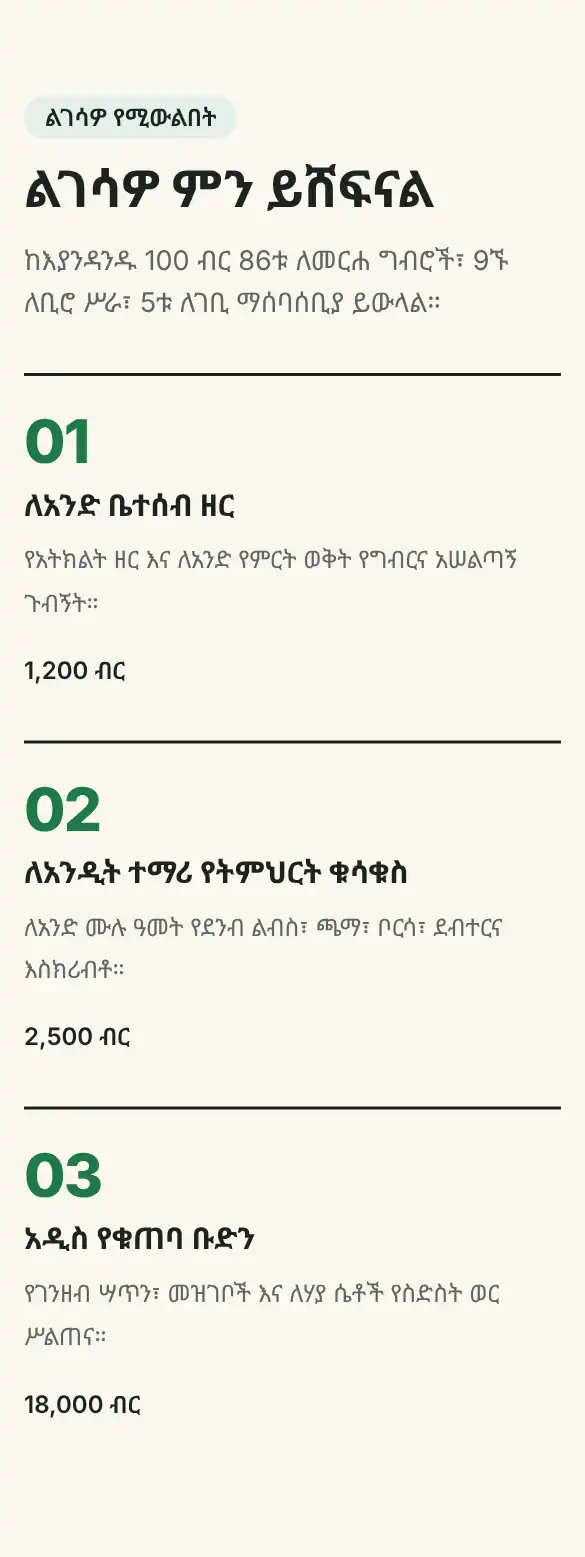 ልገሳዎ የሚውልበት
ልገሳዎ ምን ይሸፍናል
ከእያንዳንዱ 100 ብር 86ቱ ለመርሐ ግብሮች፣ 9ኙ
ለቢሮ ሥራ፣ 5ቱ ለገቢ ማሰባሰቢያ ይውላል።
01
ለአንድ ቤተሰብ ዘር
የአትክልት ዘር እና ለአንድ የምርት ወቅት የግብርና አሠልጣኝ
ጉብኝት።
1,200 ብር
02
ለአንዲት ተማሪ የትምህርት ቁሳቁስ
ለአንድ ሙሉ ዓመት የደንብ ልብስ፣ ጫማ፣ ቦርሳ፣ ደብተርና
እስክሪብቶ።
2,500 ብር
03
አዲስ የቁጠባ ቡድን
የገንዘብ ሣጥን፣ መዝገቦች እና ለሃያ ሴቶች የስድስት ወር
ሥልጠና።
18,000 ብር